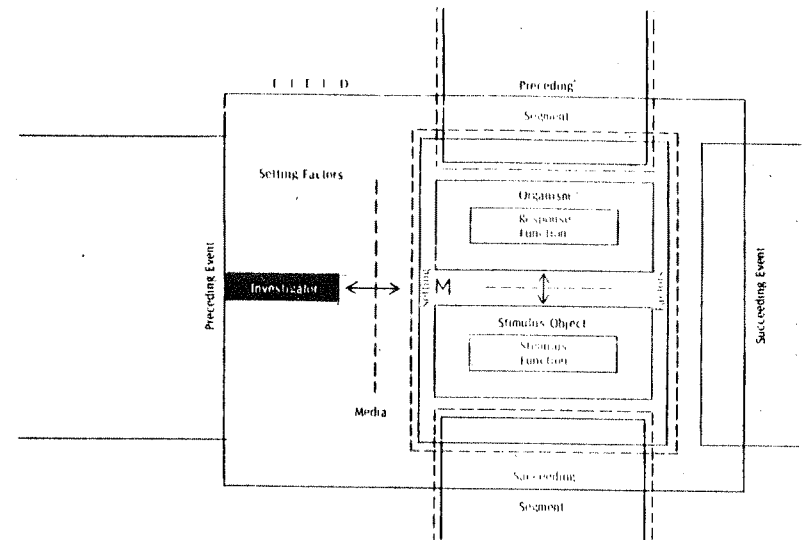 FIELD
Preceding
Segment
Setting Factors
Organism
Response
Function
Preceding Event
Investigator
Setting
M
Factors
Succeeding Event
Stimulus Object
Stimulus
Function
Media
Succeeding
Segment